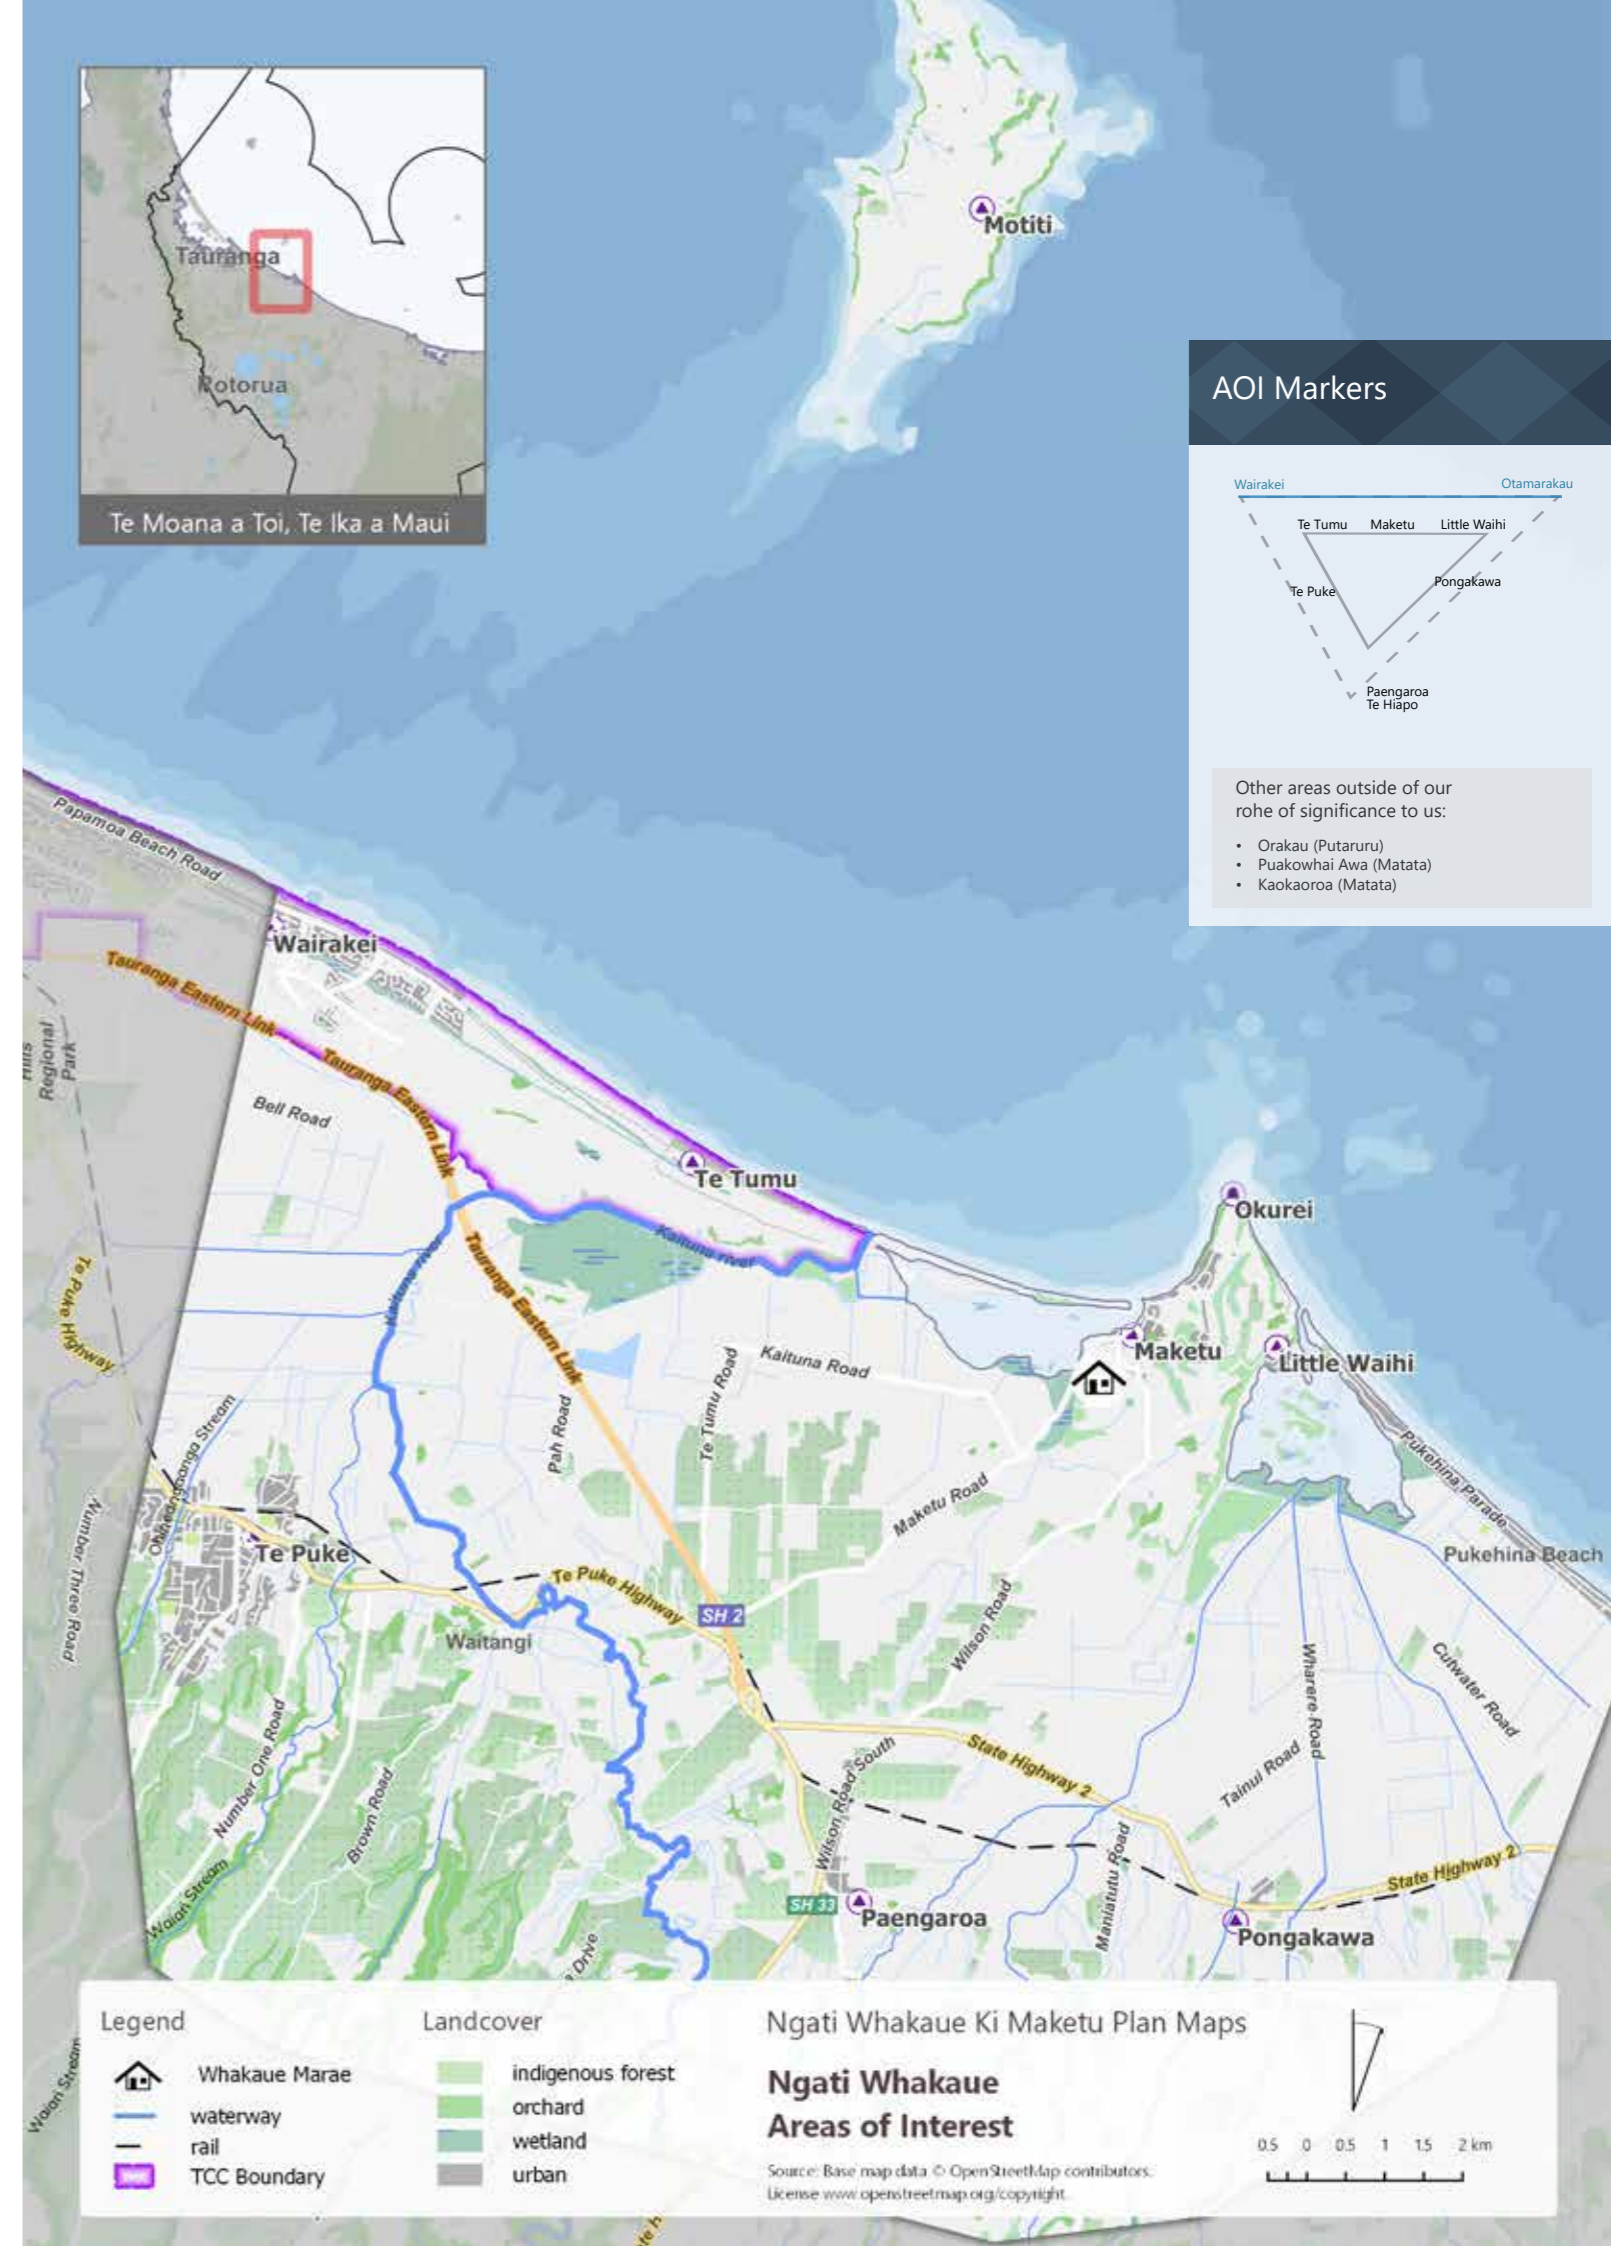 Motiti
Tauranga
Rotorua
Te Moana a Toi, Te Ika a Maui
AOI Markers
Wairakei
Otamarakau
Te Tumu
Maketu
Little Waihi
Te Puke
Pongakawa
Paengaroa
Te Hiapo
Other areas outside of our
rohe of significance to us:
• Orakau (Putaruru)
• Puakowhai Awa (Matata)
• Kaokaoroa (Matata)
Papamoa Beach Road
Wairakei
Tauranga Eastern Link
Tauranga Eastern Link
Hills
Regional
Park
Bell Road
Te Tumu
Okurei
Kaituna river
Kaituna river
Tauranga Eastern Link
Te Puke Highway
Maketu
Little Waihi
Kaituna Road
Te Tumu Road
Pah Road
Stream
Pukehina Parade
Maketu Road
Number Three Road
Te Puke
Pukehina Beach
Te Puke Highway
SH 2
Waitangi
Wilson Road
Wharere Road
Cutwater Road
Number One Road
Brown Road
Wilson Road South
State Highway 2
Tainui Road
Maniatutu Road
State Highway 2
Waiari Stream
SH 33
Paengaroa
Pongakawa
Drive
Legend
Whakaue Marae
waterway
rail
TCC Boundary
Landcover
indigenous forest
orchard
wetland
urban
Ngati Whakaue Ki Maketu Plan Maps
Ngati Whakaue
Areas of Interest
Source: Base map data © OpenStreetMap contributors.
License www.openstreetmap.org/copyright
0.5 0 0.5 1 1.5 2 km
Waiari Stream